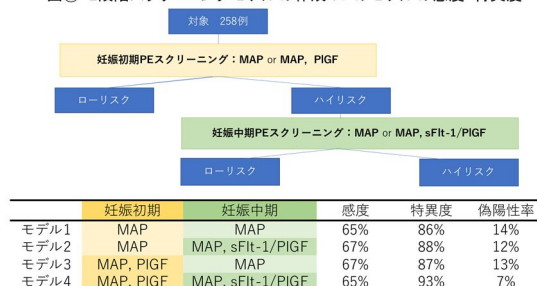 対象 258例
妊娠初期PEスクリーニング：MAP or MAP, PlGF
ローリスク
ハイリスク
妊娠中期PEスクリーニング：MAP or MAP, sFlt-1/PlGF
ローリスク
ハイリスク
妊娠初期 妊娠中期 感度 特異度 偽陽性率
モデル1 MAP MAP 65% 86% 14%
モデル2 MAP MAP, sFlt-1/PlGF 67% 88% 12%
モデル3 MAP, PlGF MAP 67% 87% 13%
モデル4 MAP, PlGF MAP, sFlt-1/PlGF 65% 93% 7%